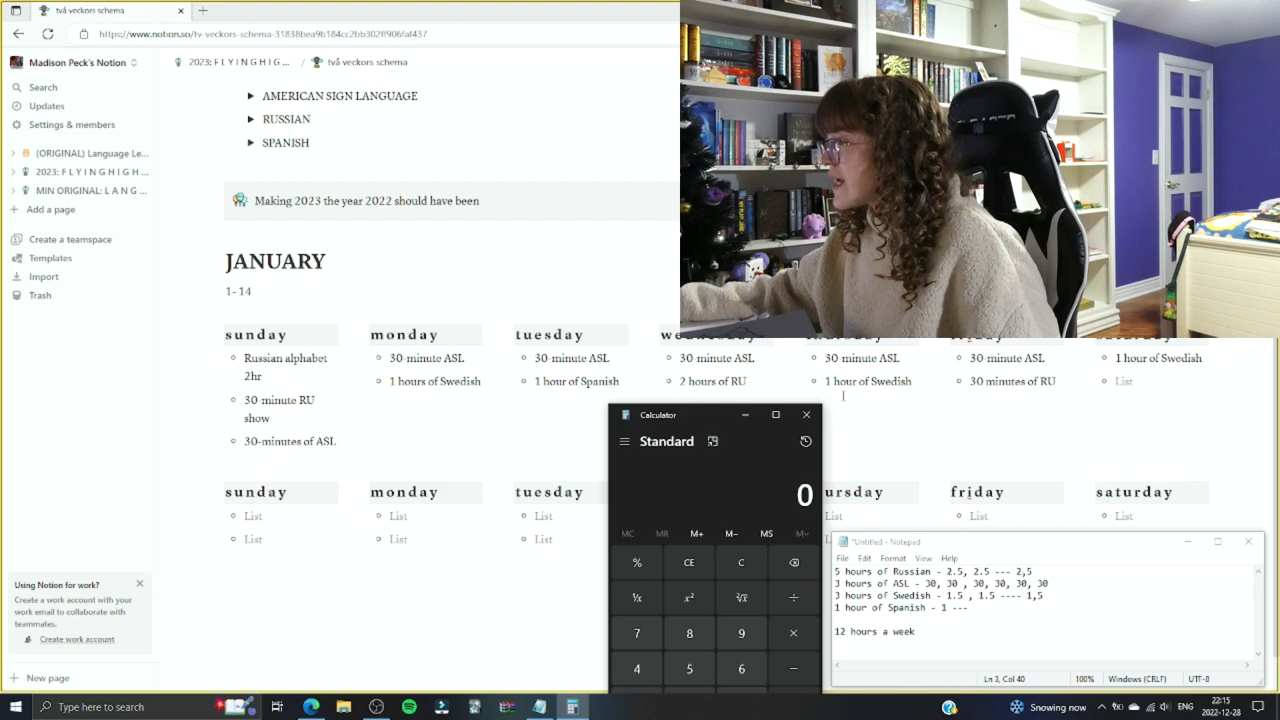 två veckors schema
https://www.notion.so/tv-veckors-schema-31838bea9b184cc2bb302ff906faf437
Madison Peck's Notion
2023: F L Y I N G H I G ... / två veckors schema
Search
Updates
Settings & members
(ORIGINAL) Language Le...
2023: F L Y I N G H I G H ...
MIN ORIGINAL: L A N G ...
Add a page
Create a teamspace
Templates
Import
Trash
AMERICAN SIGN LANGUAGE
RUSSIAN
SPANISH
Making 2023 the year 2022 should have been
JANUARY
1-14
sunday
Russian alphabet
2hr
30-minute RU
show
30-minutes of ASL
monday
30-minute ASL
1 hours of Swedish
tuesday
30-minute ASL
1 hour of Spanish
30-minute ASL
2 hours of RU
30-minute ASL
1 hour of Swedish
30-minute ASL
30 minutes of RU
1 hour of Swedish
List
sunday
List
List
monday
List
List
tuesday
List
List
ursday
List
friday
List
saturday
List
Calculator
Standard
0
MC MR M+ M− MS M
% CE C
1/x x² ²√x ÷
7 8 9 ×
4 5 6 −
*Untitled - Notepad
File Edit Format View Help
5 hours of Russian - 2.5, 2.5 --- 2,5
3 hours of ASL - 30, 30 , 30, 30, 30, 30
3 hours of Swedish - 1.5 , 1.5 ---- 1,5
1 hour of Spanish - 1 ---
12 hours a week
Ln 3, Col 40 100% Windows (CRLF) UTF-8
Using Notion for work?
Create a work account with your
work email to collaborate with
teammates.
Create work account
New page
Type here to search
Snowing now
ENG
22:15
2022-12-28